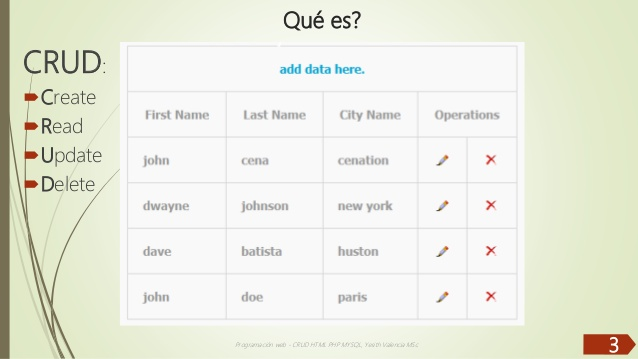 Qué es?
CRUD:
Create
Read
Update
Delete
add data here.
First Name Last Name City Name Operations
john cena cenation
dwayne johnson new york
dave batista huston
john doe paris
Programación web - CRUD HTML PHP MYSQL, Yeeth Valencia MSc
3